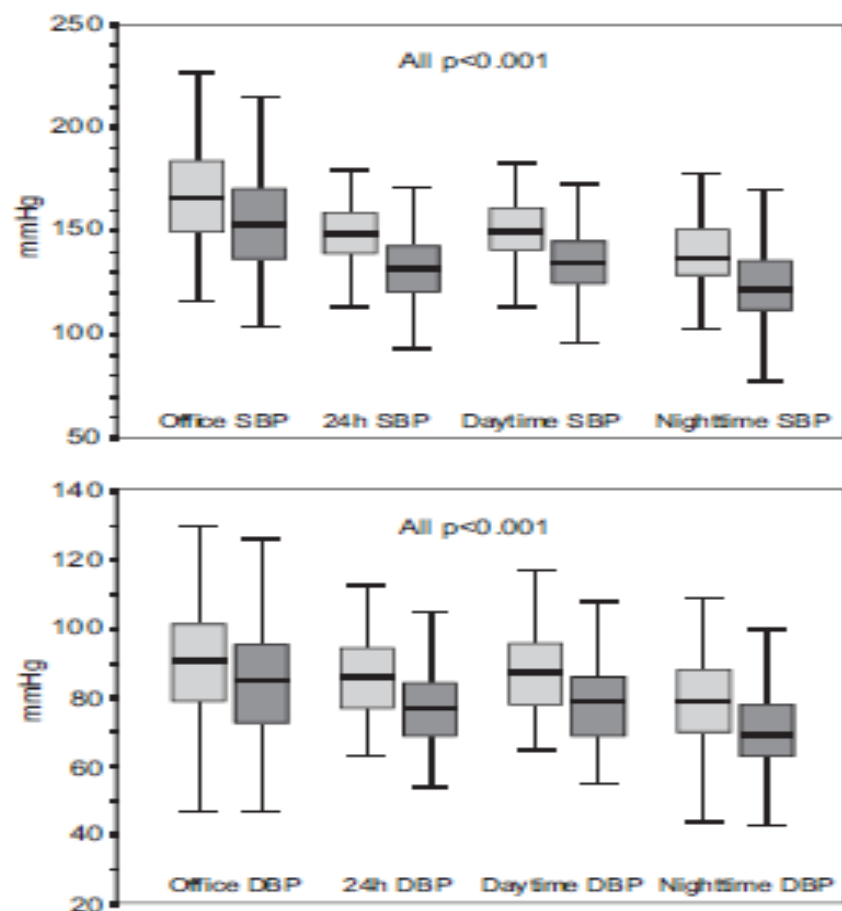 250
All p<0.001
200
mmHg
150
100
Office SBP 24h SBP Daytime SBP Nighttime SBP
50
140
All p<0.001
120
100
mmHg
80
60
40
Office DBP 24h DBP Daytime DBP Nighttime DBP
20